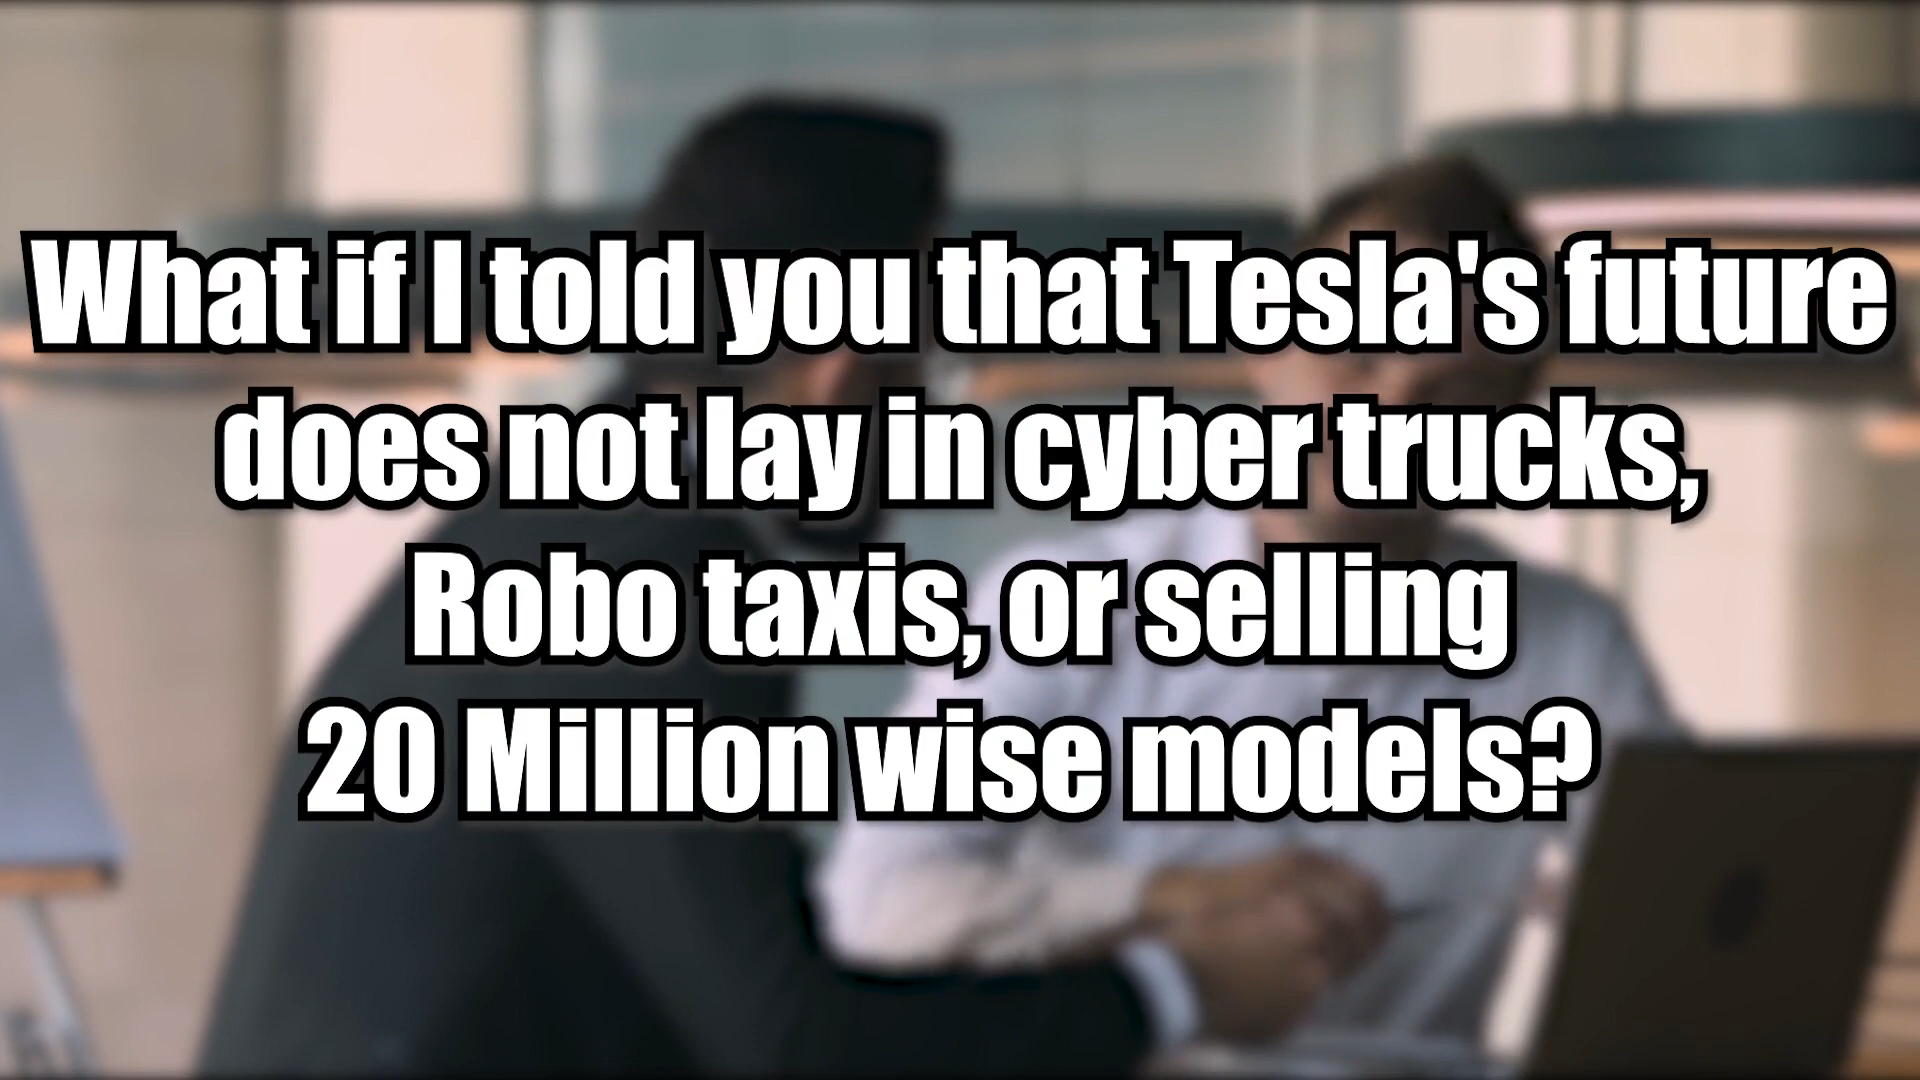 What if I told you that Tesla's future
does not lay in cyber trucks,
Robo taxis, or selling
20 Million wise models?